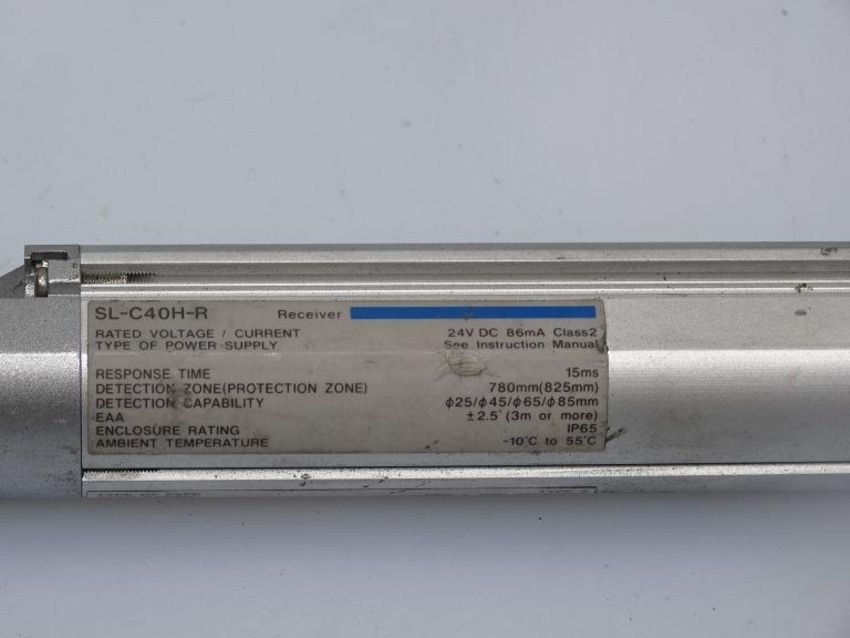 SL-C40H-R Receiver
RATED VOLTAGE / CURRENT 24V DC 86mA Class2
TYPE OF POWER SUPPLY See Instruction Manual
RESPONSE TIME 15ms
DETECTION ZONE(PROTECTION ZONE) 780mm(825mm)
DETECTION CAPABILITY φ25/φ45/φ65/φ85mm
EAA ±2.5° (3m or more)
ENCLOSURE RATING IP65
AMBIENT TEMPERATURE -10°C to 55°C